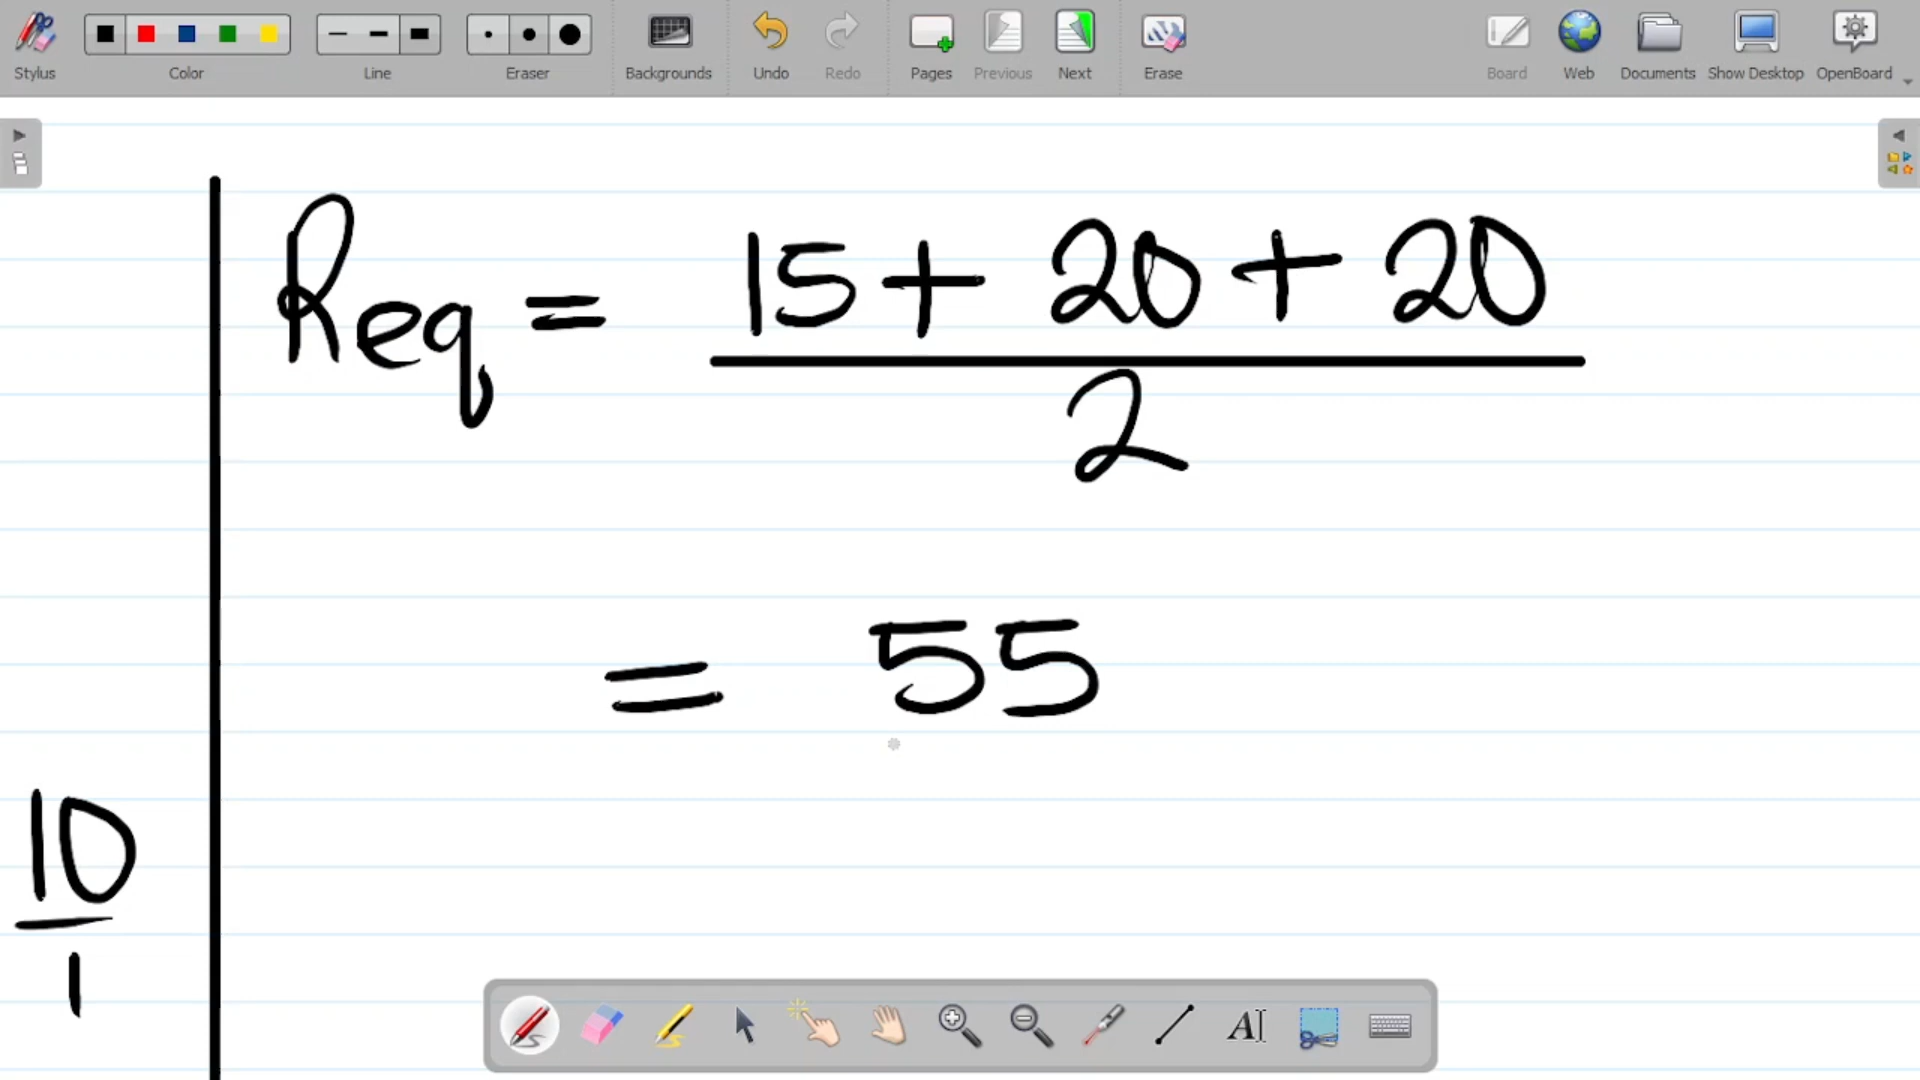 Stylus Color Line Eraser Backgrounds Undo Redo Pages Previous Next Erase Board Web Documents Show Desktop OpenBoard
Req = 15 + 20 + 20
2
= 55
10
1
AI